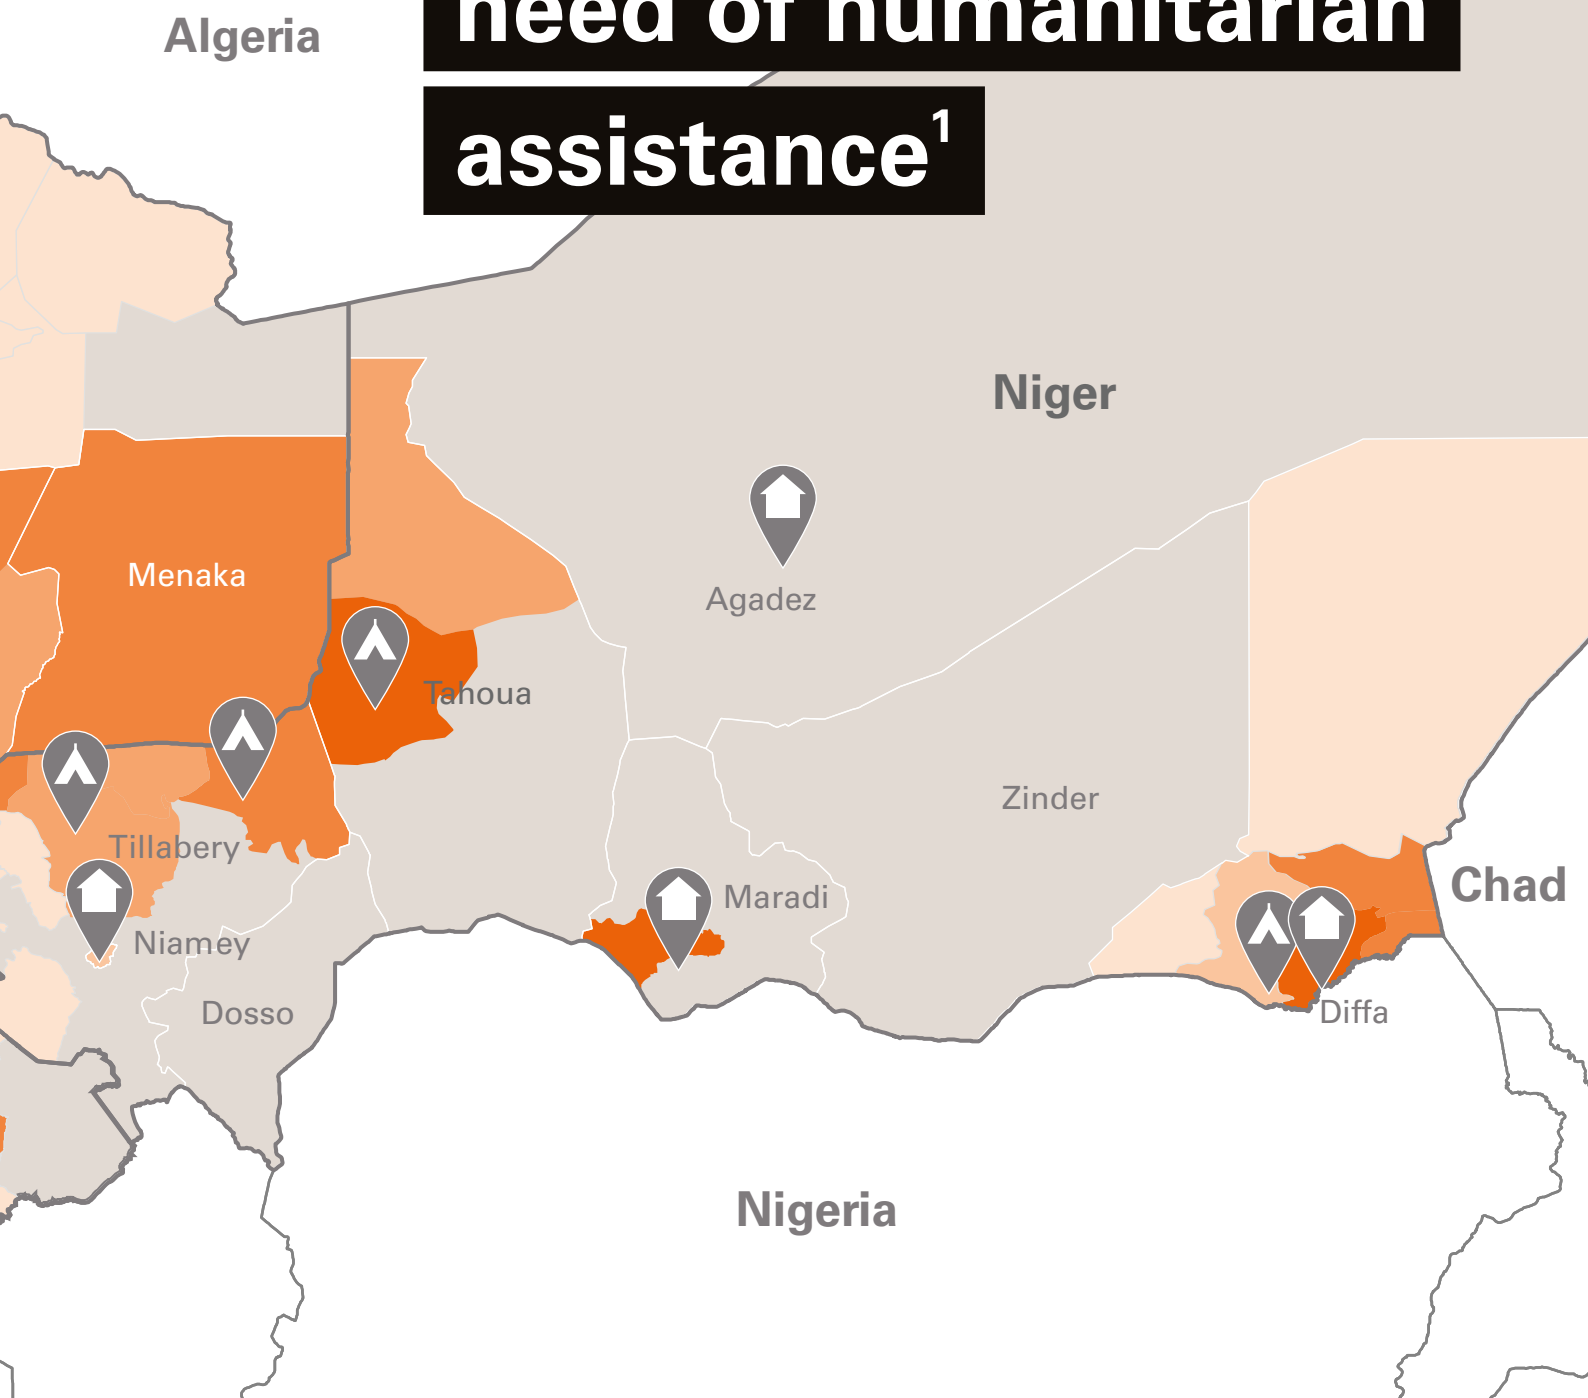 Algeria
need of humanitarian
assistance¹
Niger
Menaka
Agadez
Tahoua
Zinder
Tillabery
Chad
Maradi
Niamey
Dosso
Diffa
Nigeria